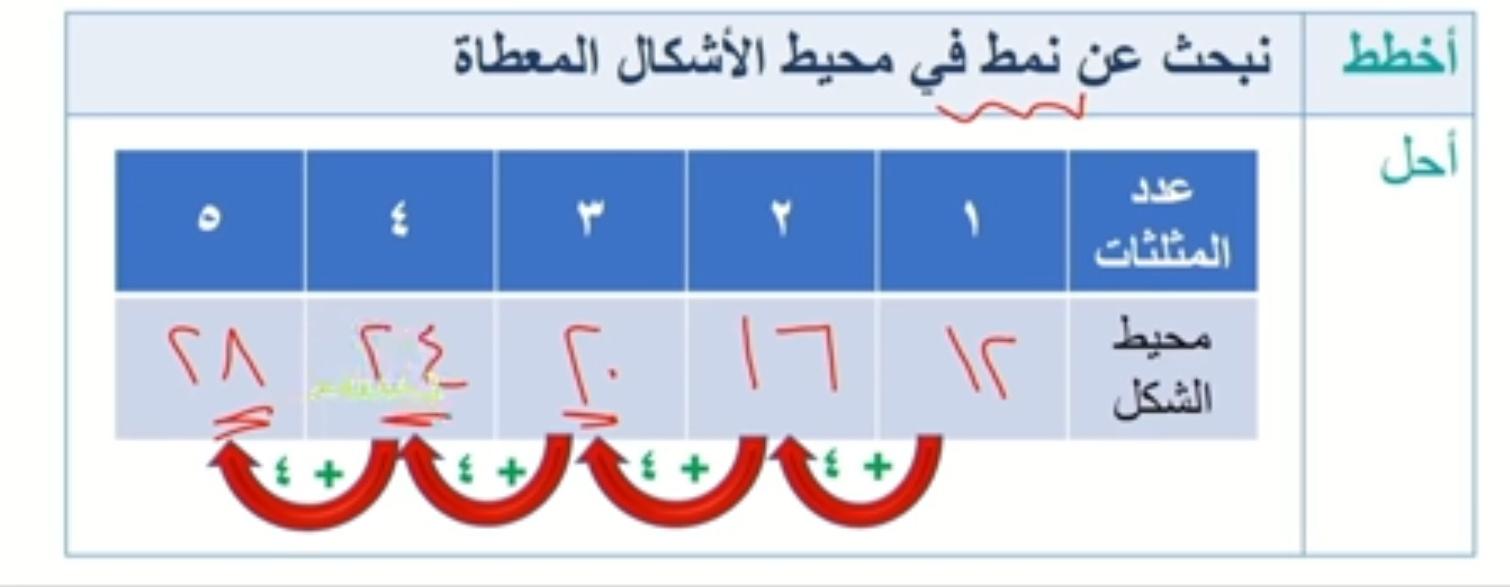 أخطط نبحث عن نمط في محيط الأشكال المعطاة
أحل
عدد المثلثات ١ ٢ ٣ ٤ ٥
محيط الشكل ١٢ ١٦ ٢٠ ٢٤ ٢٨
+ ٤ + ٤ + ٤ + ٤